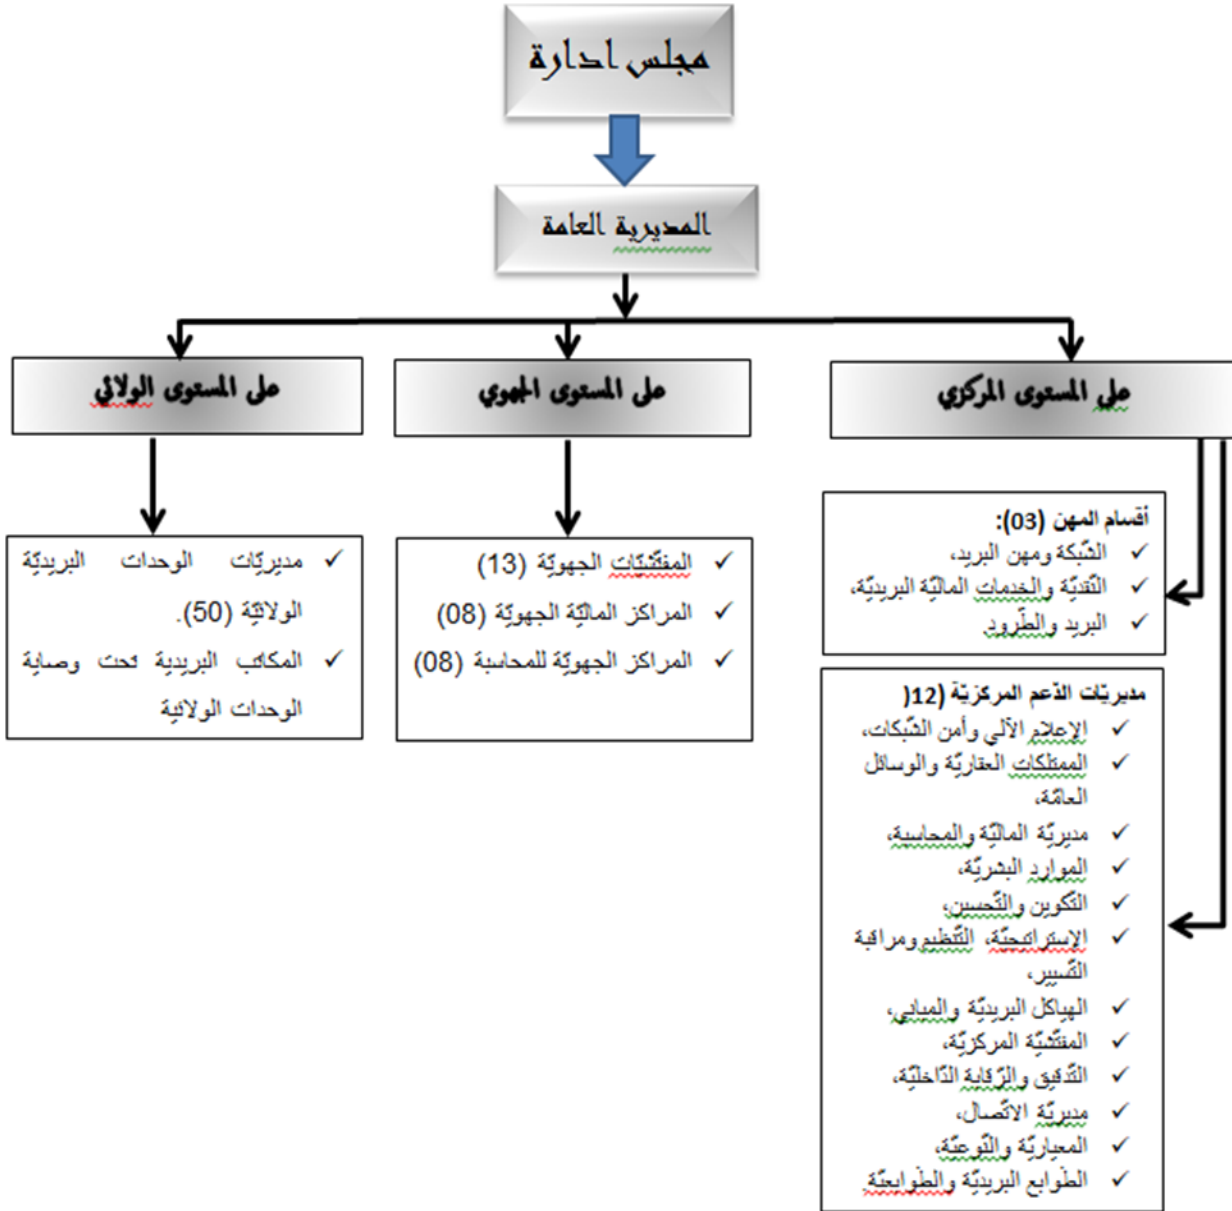 مجلس ادارة
المديرية العامة
على المستوى المركزي
على المستوى الجهوي
على المستوى الولائي
أقسام المهن (03):
✓ الشّبكة ومهن البريد،
✓ النّقديّة والخدمات الماليّة البريديّة،
✓ البريد والطّرود.
مديريّات الدّعم المركزيّة (12(
✓ الإعلام الآلي وأمن الشّبكات،
✓ الممتلكات العقاريّة والوسائل
العامّة،
✓ مديريّة الماليّة والمحاسبة،
✓ الموارد البشريّة،
✓ التّكوين والتّحسين،
✓ الإستراتيجيّة، التّنظيم ومراقبة
التّسيير،
✓ الهياكل البريديّة والمباني،
✓ المفتّشيّة المركزيّة،
✓ التّدقيق والرّقابة الدّاخليّة،
✓ مديريّة الاتّصال،
✓ المعياريّة والنّوعيّة،
✓ الطّوابع البريديّة والطّوابعيّة.
✓ المفتّشيّات الجهويّة (13)
✓ المراكز الماليّة الجهويّة (08)
✓ المراكز الجهويّة للمحاسبة (08)
✓ مديريّات الوحدات البريديّة
الولائيّة (50).
✓ المكاتب البريدية تحت وصاية
الوحدات الولائية